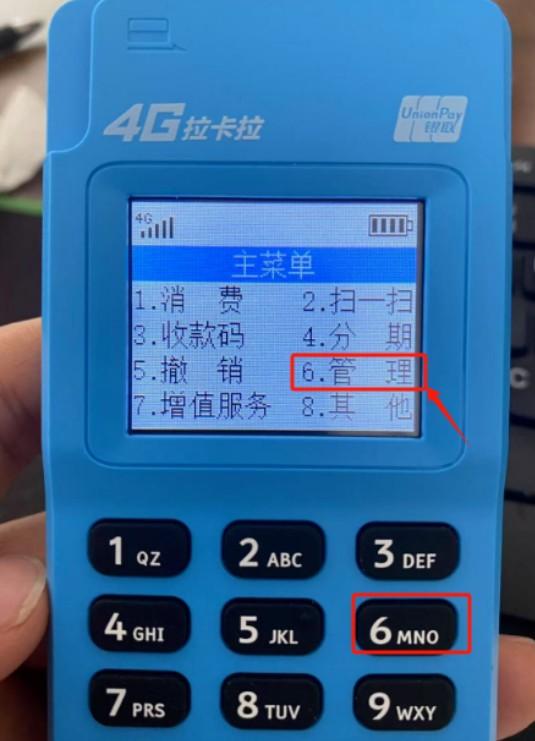 4G拉卡拉
UnionPay
银联
4G
主菜单
1.消 费 2.扫一扫
3.收款码 4.分 期
5.撤 销 6.管 理
7.增值服务 8.其 他
C
1 QZ 2 ABC 3 DEF
4 GHI 5 JKL 6 MNO
7 PRS 8 TUV 9 WXY